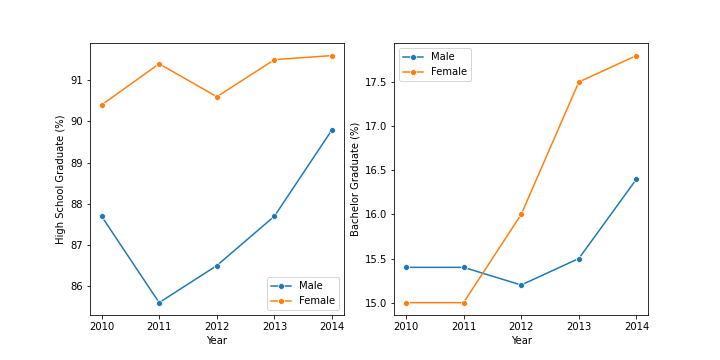 High School Graduate (%)
91
90
89
88
87
86
2010 2011 2012 2013 2014
Year
Male
Female
Bachelor Graduate (%)
17.5
17.0
16.5
16.0
15.5
15.0
2010 2011 2012 2013 2014
Year
Male
Female